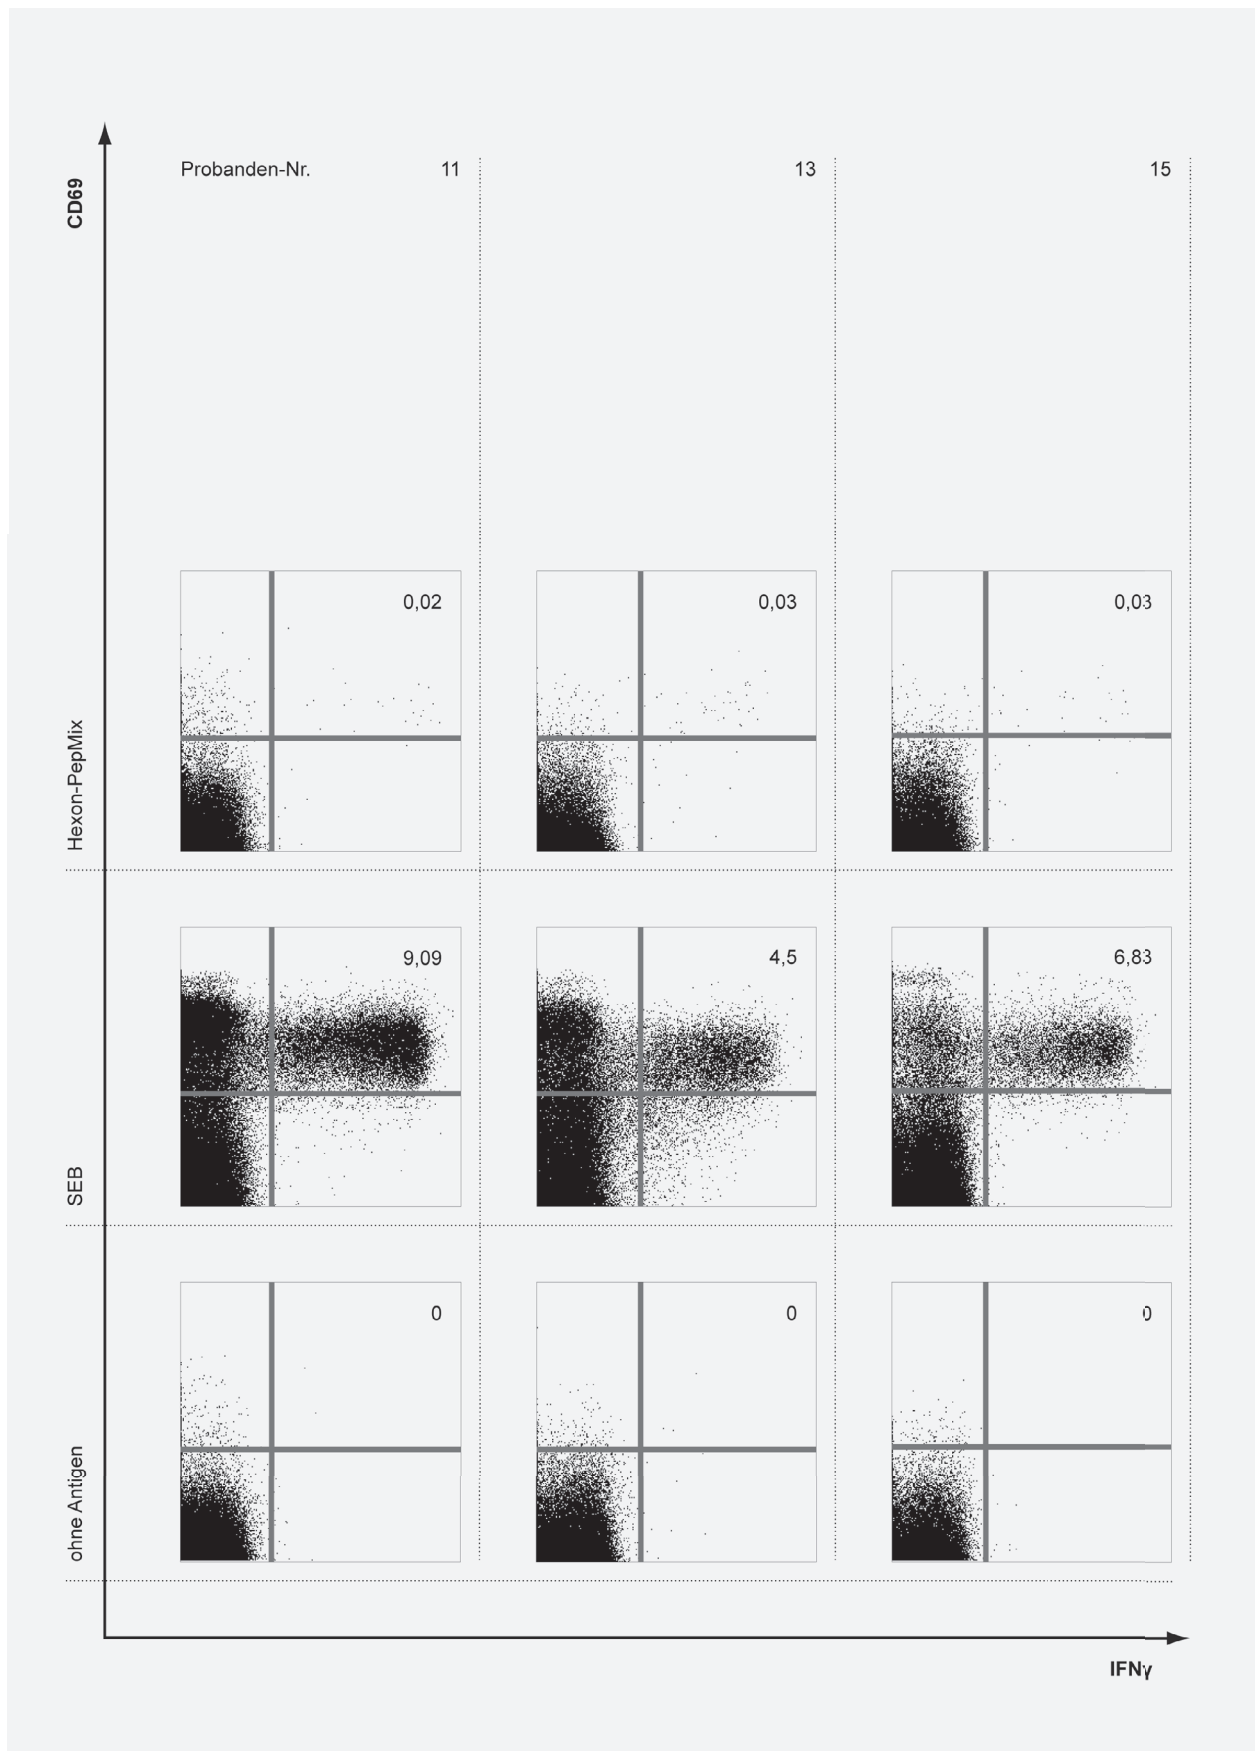 CD69
Probanden-Nr. 11 13 15
Hexon-PepMix
0,02 0,03 0,03
SEB
9,09 4,5 6,83
ohne Antigen
0 0 0
IFNγ